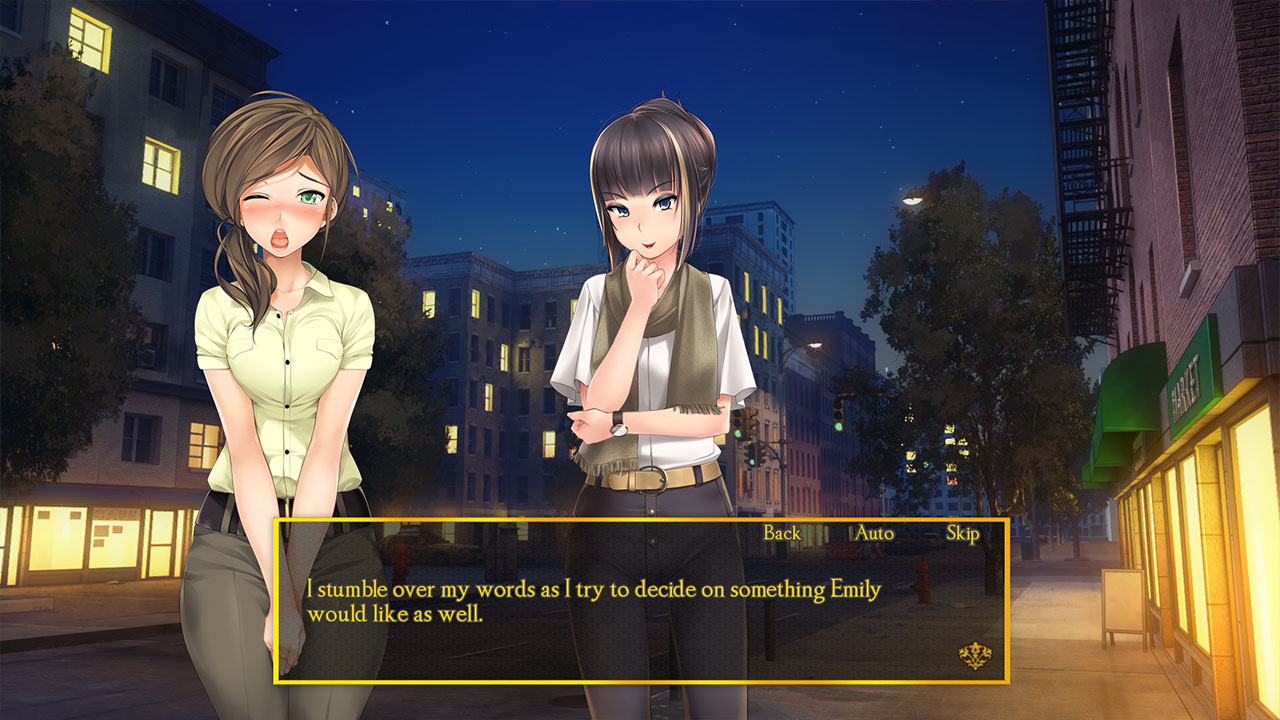 MARKET
Back Auto Skip
I stumble over my words as I try to decide on something Emily
would like as well.